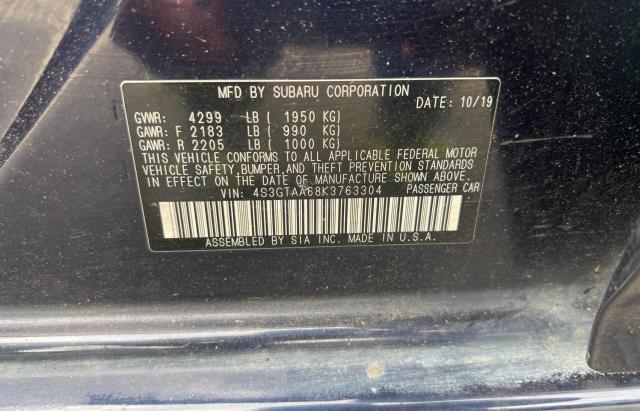 MFD BY SUBARU CORPORATION
DATE: 10/19
GVWR: 4299 LB ( 1950 KG)
GAWR: F 2183 LB ( 990 KG)
GAWR: R 2205 LB ( 1000 KG)
THIS VEHICLE CONFORMS TO ALL APPLICABLE FEDERAL MOTOR
VEHICLE SAFETY, BUMPER, AND THEFT PREVENTION STANDARDS
IN EFFECT ON THE DATE OF MANUFACTURE SHOWN ABOVE.
VIN: 4S3GTAA68K3763304 PASSENGER CAR
ASSEMBLED BY SIA INC. MADE IN U.S.A.